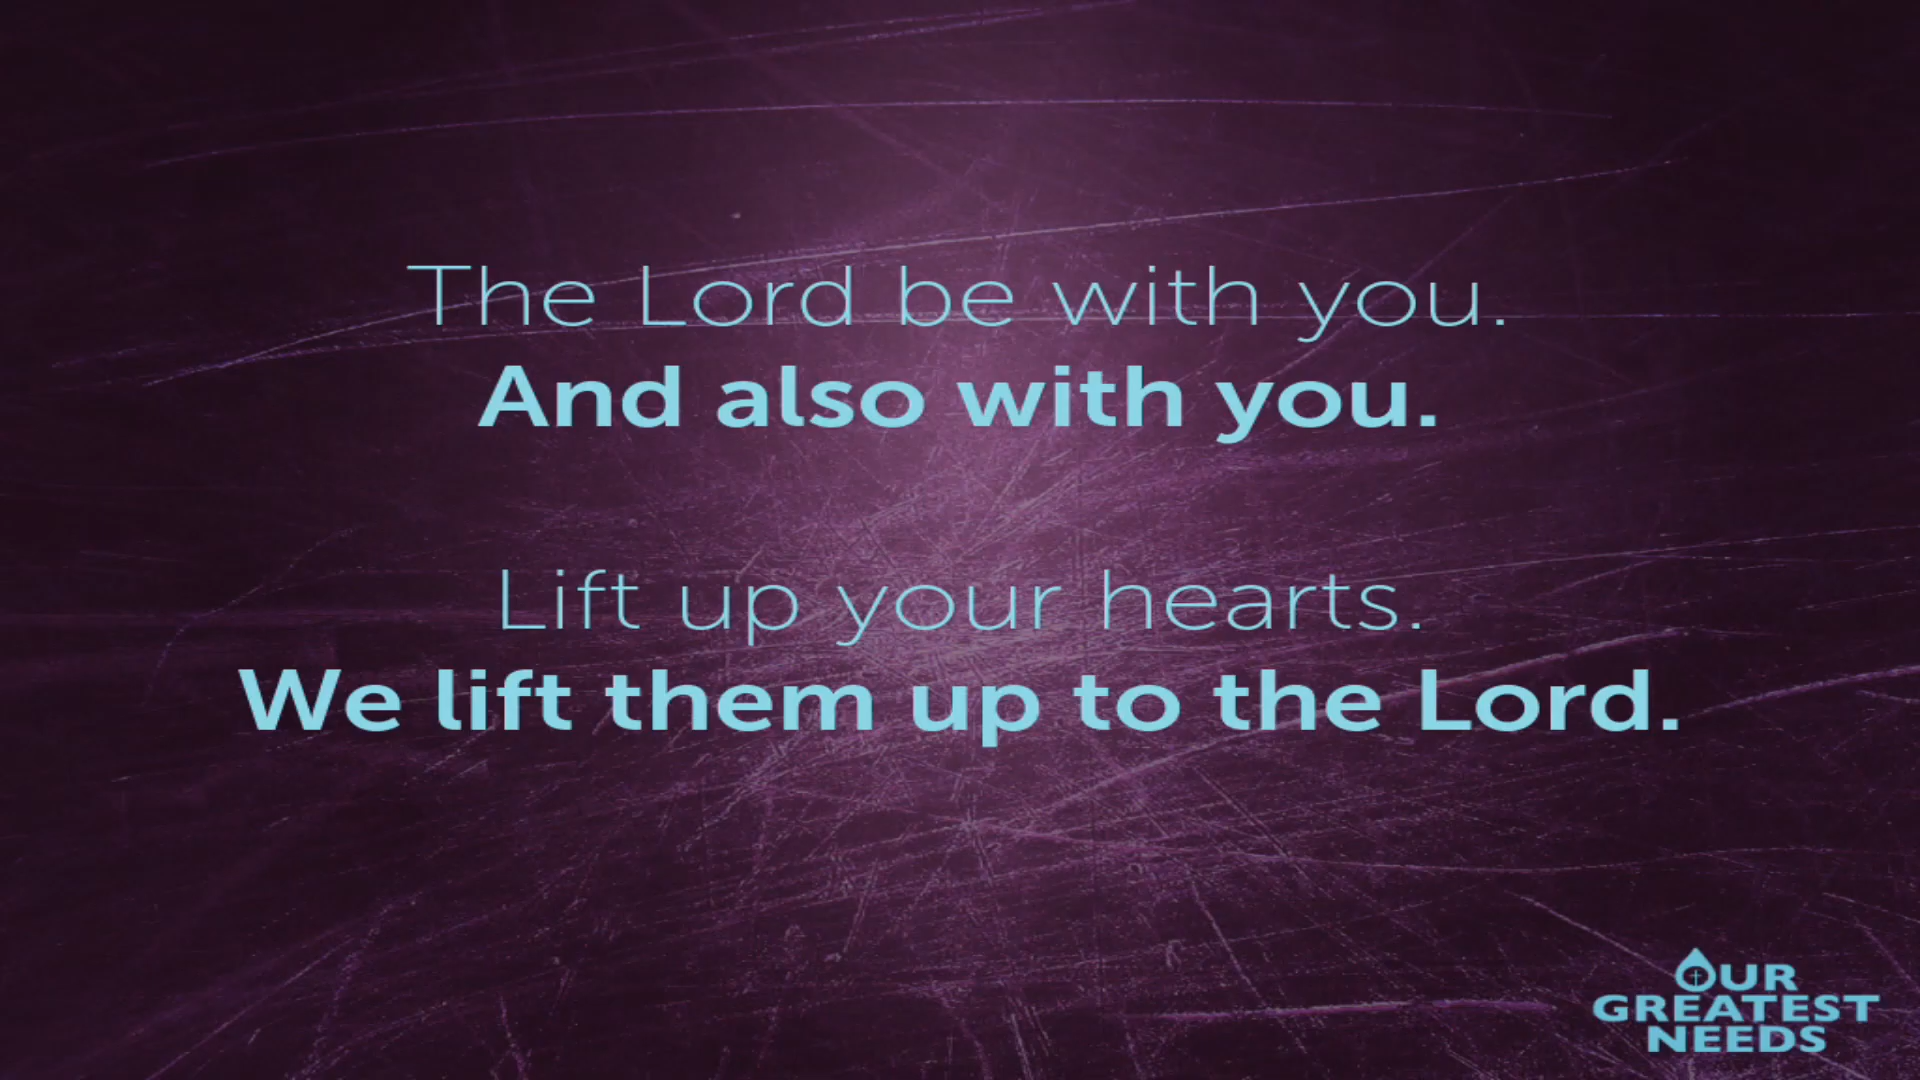 The Lord be with you.
And also with you.
Lift up your hearts.
We lift them up to the Lord.
OUR
GREATEST
NEEDS